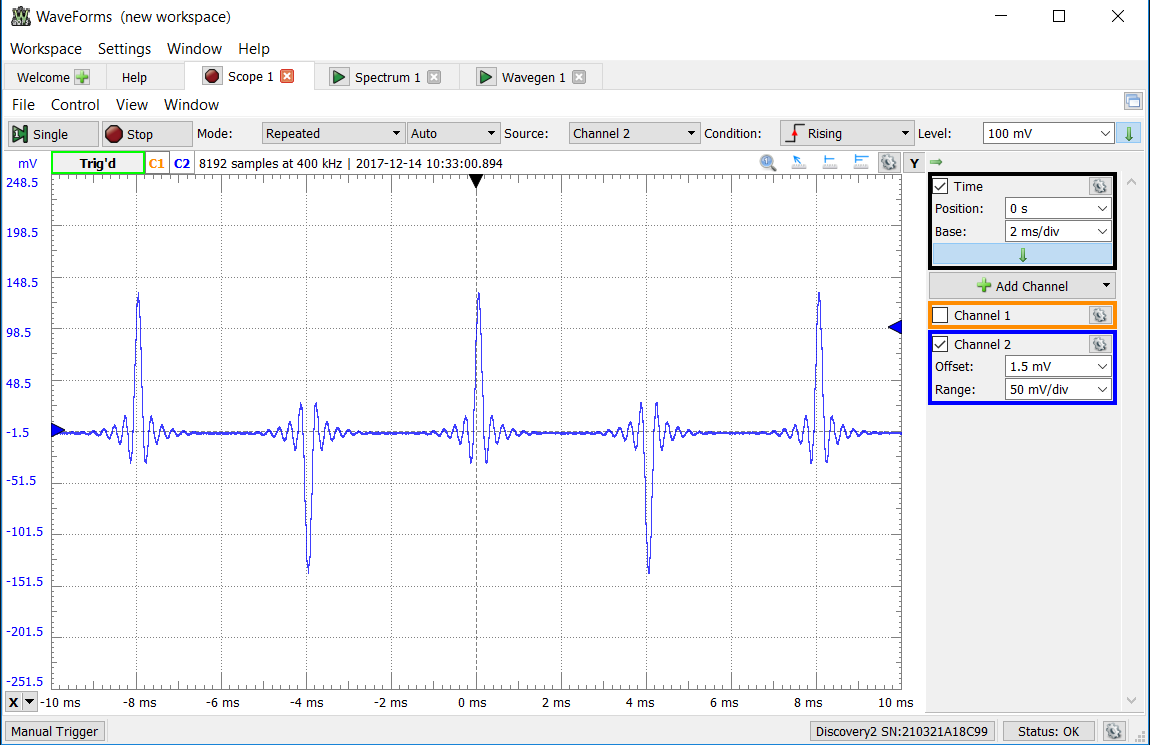 WaveForms (new workspace)
Workspace Settings Window Help
Welcome Help Scope 1 Spectrum 1 Wavegen 1
File Control View Window
Single Stop Mode: Repeated Auto Source: Channel 2 Condition: Rising Level: 100 mV
mV Trig'd C1 C2 8192 samples at 400 kHz | 2017-12-14 10:33:00.894 Y
248.5
198.5
148.5
98.5
48.5
-1.5
-51.5
-101.5
-151.5
-201.5
-251.5
X -10 ms -8 ms -6 ms -4 ms -2 ms 0 ms 2 ms 4 ms 6 ms 8 ms 10 ms
Time
Position: 0 s
Base: 2 ms/div
Add Channel
Channel 1
Channel 2
Offset: 1.5 mV
Range: 50 mV/div
Manual Trigger Discovery2 SN:210321A18C99 Status: OK